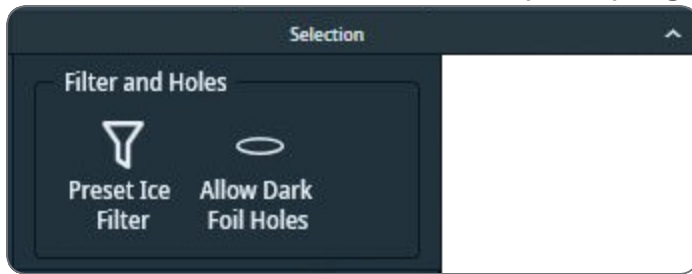 Selection
Filter and Holes
Preset Ice Allow Dark
Filter Foil Holes